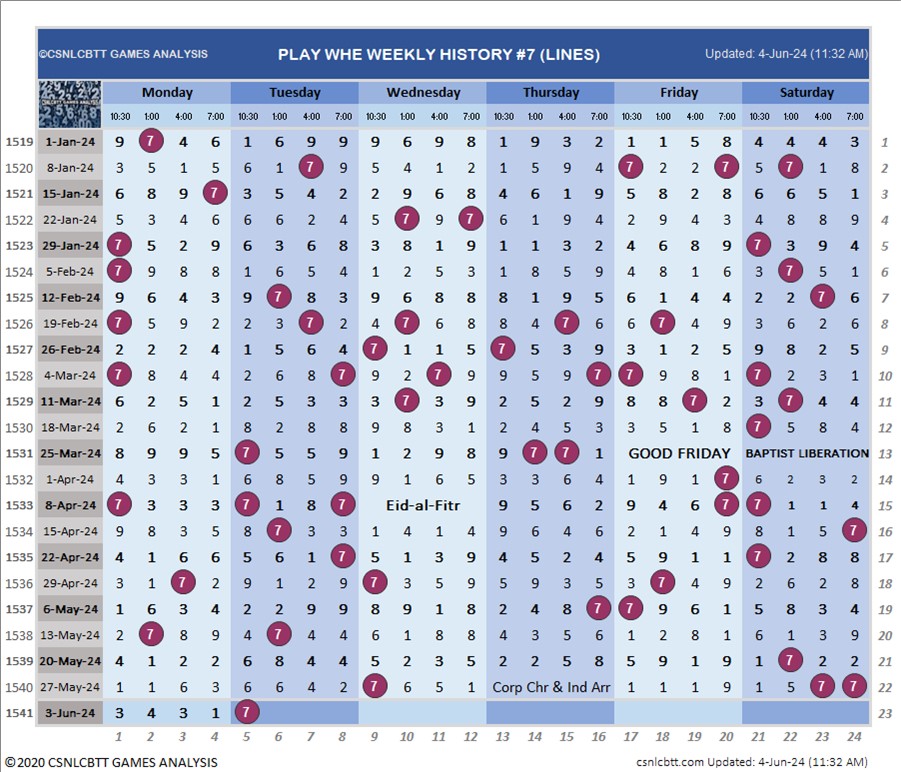 ©CSNLCBTT GAMES ANALYSIS PLAY WHE WEEKLY HISTORY #7 (LINES) Updated: 4-Jun-24 (11:32 AM)
Monday Tuesday Wednesday Thursday Friday Saturday
10:30 1:00 4:00 7:00 10:30 1:00 4:00 7:00 10:30 1:00 4:00 7:00 10:30 1:00 4:00 7:00 10:30 1:00 4:00 7:00 10:30 1:00 4:00 7:00
1519 1-Jan-24 9 7 4 6 1 6 9 9 9 6 9 8 1 9 3 2 1 1 5 8 4 4 4 3 1
1520 8-Jan-24 3 5 1 5 6 1 7 9 5 4 1 2 1 5 9 4 7 2 9 7 5 7 1 8 2
1521 15-Jan-24 6 8 9 7 3 5 4 2 2 9 6 8 4 6 1 9 5 8 2 8 6 6 5 1 3
1522 22-Jan-24 5 3 4 6 6 6 2 4 5 7 9 7 6 1 9 4 2 9 4 3 4 8 8 9 4
1523 29-Jan-24 7 5 2 9 6 3 6 8 3 8 1 9 1 1 3 2 4 6 8 9 7 3 9 4 5
1524 5-Feb-24 7 9 8 8 1 6 5 4 1 2 5 3 1 8 5 9 4 8 1 6 3 7 5 1 6
1525 12-Feb-24 9 6 4 3 9 7 8 3 9 6 8 8 8 1 9 5 6 1 4 4 2 2 7 6 7
1526 19-Feb-24 7 5 9 2 2 3 7 2 4 7 6 8 8 4 7 6 6 7 4 9 3 6 2 6 8
1527 26-Feb-24 2 2 2 4 1 5 6 4 7 1 1 5 7 5 3 9 3 1 2 5 9 8 2 5 9
1528 4-Mar-24 7 8 4 4 2 6 8 7 9 2 7 2 9 5 9 7 7 9 8 1 7 2 3 1 10
1529 11-Mar-24 6 2 5 1 2 5 3 3 5 7 3 9 2 5 2 9 8 8 7 2 3 7 4 4 11
1530 18-Mar-24 2 6 2 1 8 2 8 8 9 8 3 1 2 4 5 3 3 5 1 8 7 5 8 4 12
1531 25-Mar-24 8 9 9 5 7 5 5 9 1 2 9 8 9 7 7 1 GOOD FRIDAY BAPTIST LIBERATION 13
1532 1-Apr-24 4 3 3 1 6 8 5 9 9 1 6 5 1 4 3 6 1 9 1 7 6 2 3 2 14
1533 8-Apr-24 7 3 3 3 7 1 8 7 Eid-al-Fitr 9 5 6 2 9 4 6 7 7 1 1 4 15
1534 15-Apr-24 9 8 3 5 8 7 3 3 1 4 1 4 9 6 4 4 2 1 4 9 8 1 5 7 16
1535 22-Apr-24 4 1 6 6 5 6 1 7 5 1 3 9 4 5 2 4 5 9 1 1 7 2 8 8 17
1536 29-Apr-24 3 1 7 2 9 1 2 9 7 3 5 9 5 9 3 5 3 7 4 9 2 6 2 8 18
1537 6-May-24 1 6 3 4 2 2 9 9 8 9 1 8 2 4 8 7 7 9 6 1 5 8 3 4 19
1538 13-May-24 2 7 8 9 4 7 4 4 6 1 8 8 4 3 5 6 1 2 8 1 6 1 3 9 20
1539 20-May-24 4 1 2 2 6 8 4 4 5 2 3 5 2 2 5 8 5 9 1 9 1 7 2 2 21
1540 27-May-24 1 1 6 3 6 6 4 2 7 6 5 1 Corp Chr & Ind Arr 1 1 1 9 1 5 7 7 22
1541 3-Jun-24 3 4 3 1 7 23
1 2 3 4 5 6 7 8 9 10 11 12 13 14 15 16 17 18 19 20 21 22 23 24
©2020 CSNLCBTT GAMES ANALYSIS csnlcbtt.com Updated: 4-Jun-24 (11:32 AM)